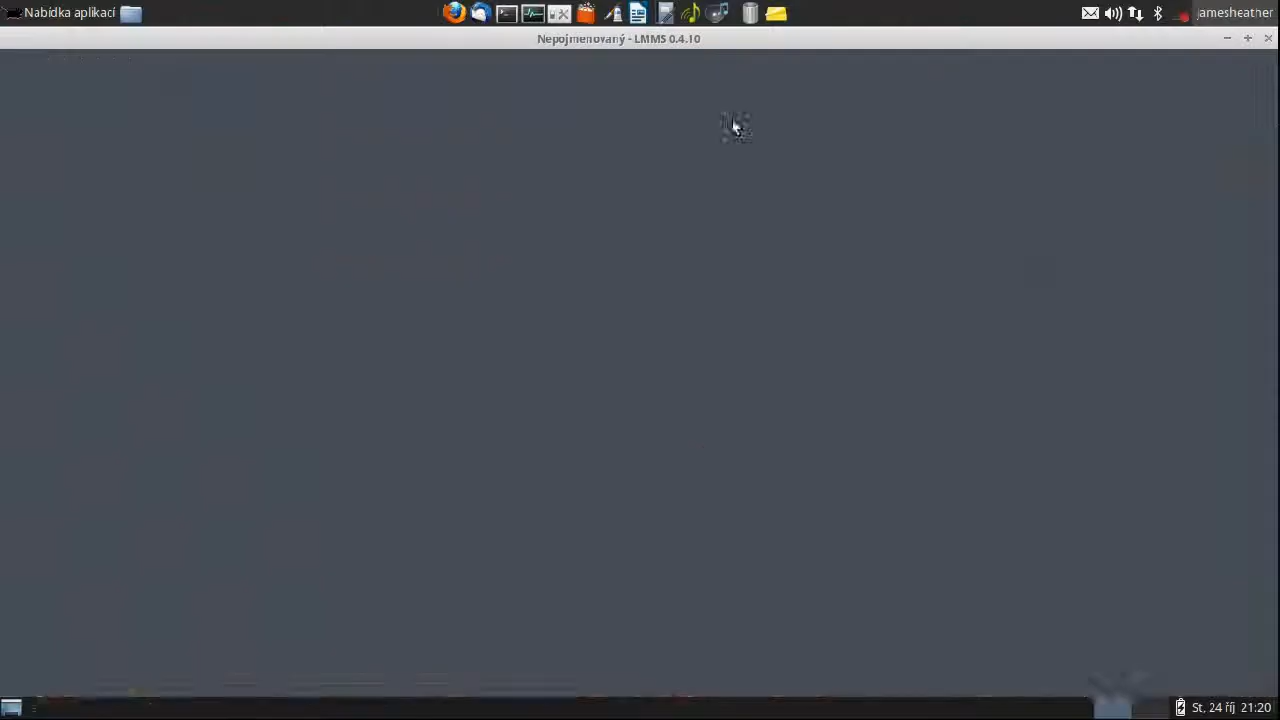 Nabídka aplikací
jamesheather
Nepojmenovaný - LMMS 0.4.10
St, 24 říj 21:20